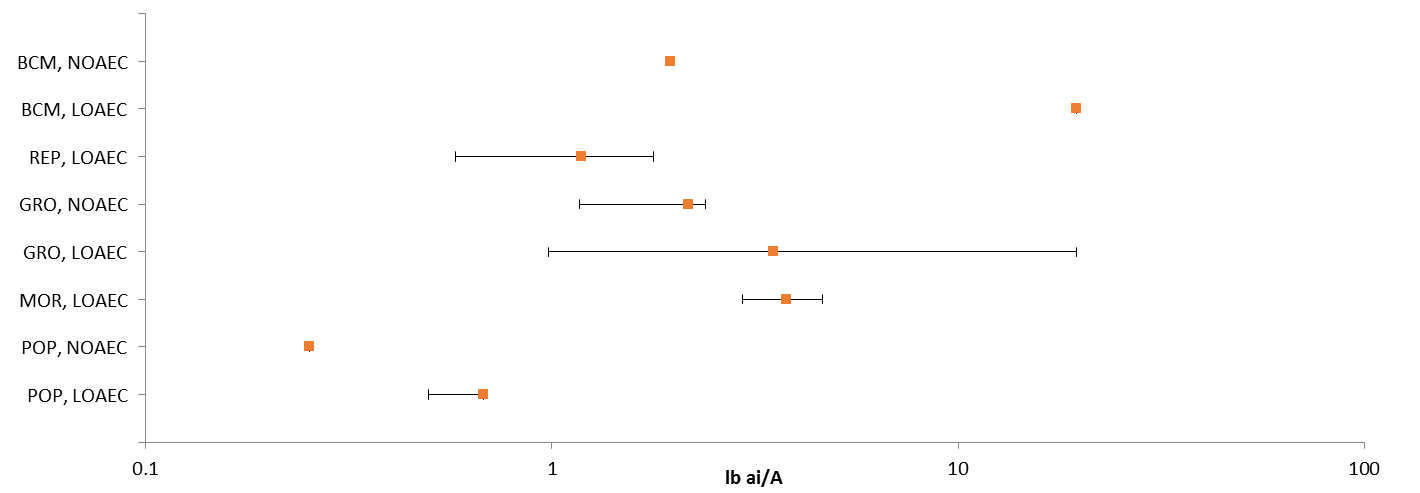 BCM, NOAEC
BCM, LOAEC
REP, LOAEC
GRO, NOAEC
GRO, LOAEC
MOR, LOAEC
POP, NOAEC
POP, LOAEC
0.1 1 10 100
lb ai/A